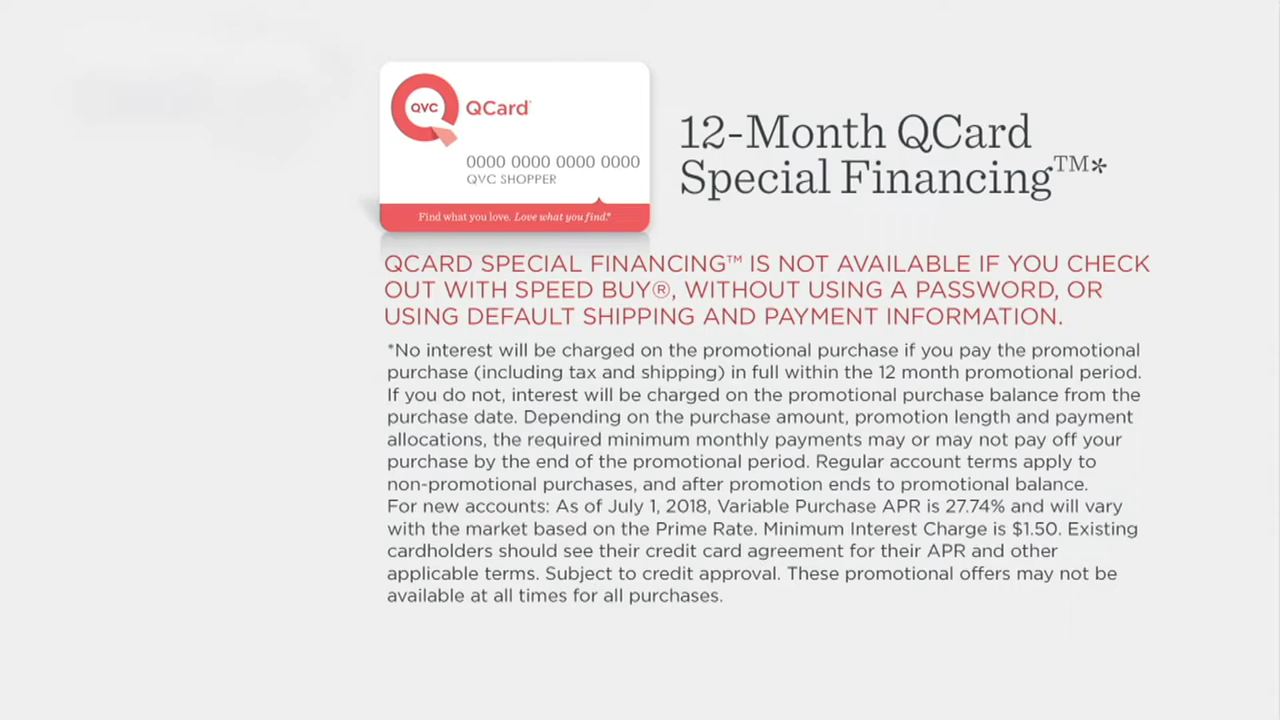 QVC
QCard
0000 0000 0000 0000
QVC SHOPPER
Find what you love. Love what you find.®
12-Month QCard
Special Financing™*
QCARD SPECIAL FINANCING™ IS NOT AVAILABLE IF YOU CHECK
OUT WITH SPEED BUY®, WITHOUT USING A PASSWORD, OR
USING DEFAULT SHIPPING AND PAYMENT INFORMATION.
*No interest will be charged on the promotional purchase if you pay the promotional
purchase (including tax and shipping) in full within the 12 month promotional period.
If you do not, interest will be charged on the promotional purchase balance from the
purchase date. Depending on the purchase amount, promotion length and payment
allocations, the required minimum monthly payments may or may not pay off your
purchase by the end of the promotional period. Regular account terms apply to
non-promotional purchases, and after promotion ends to promotional balance.
For new accounts: As of July 1, 2018, Variable Purchase APR is 27.74% and will vary
with the market based on the Prime Rate. Minimum Interest Charge is $1.50. Existing
cardholders should see their credit card agreement for their APR and other
applicable terms. Subject to credit approval. These promotional offers may not be
available at all times for all purchases.